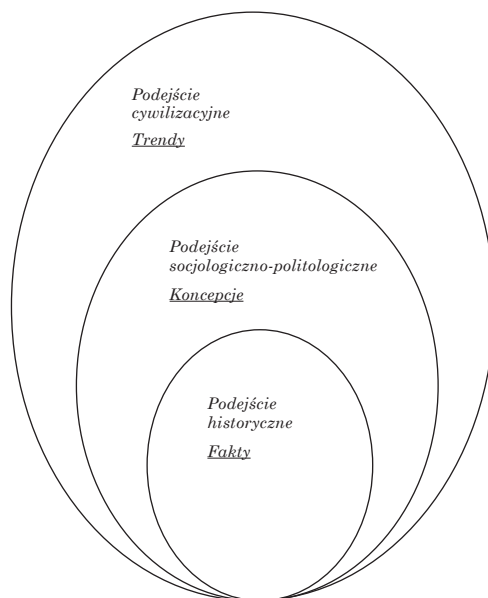 Podejście
cywilizacyjne
Trendy
Podejście
socjologiczno-politologiczne
Koncepcje
Podejście
historyczne
Fakty